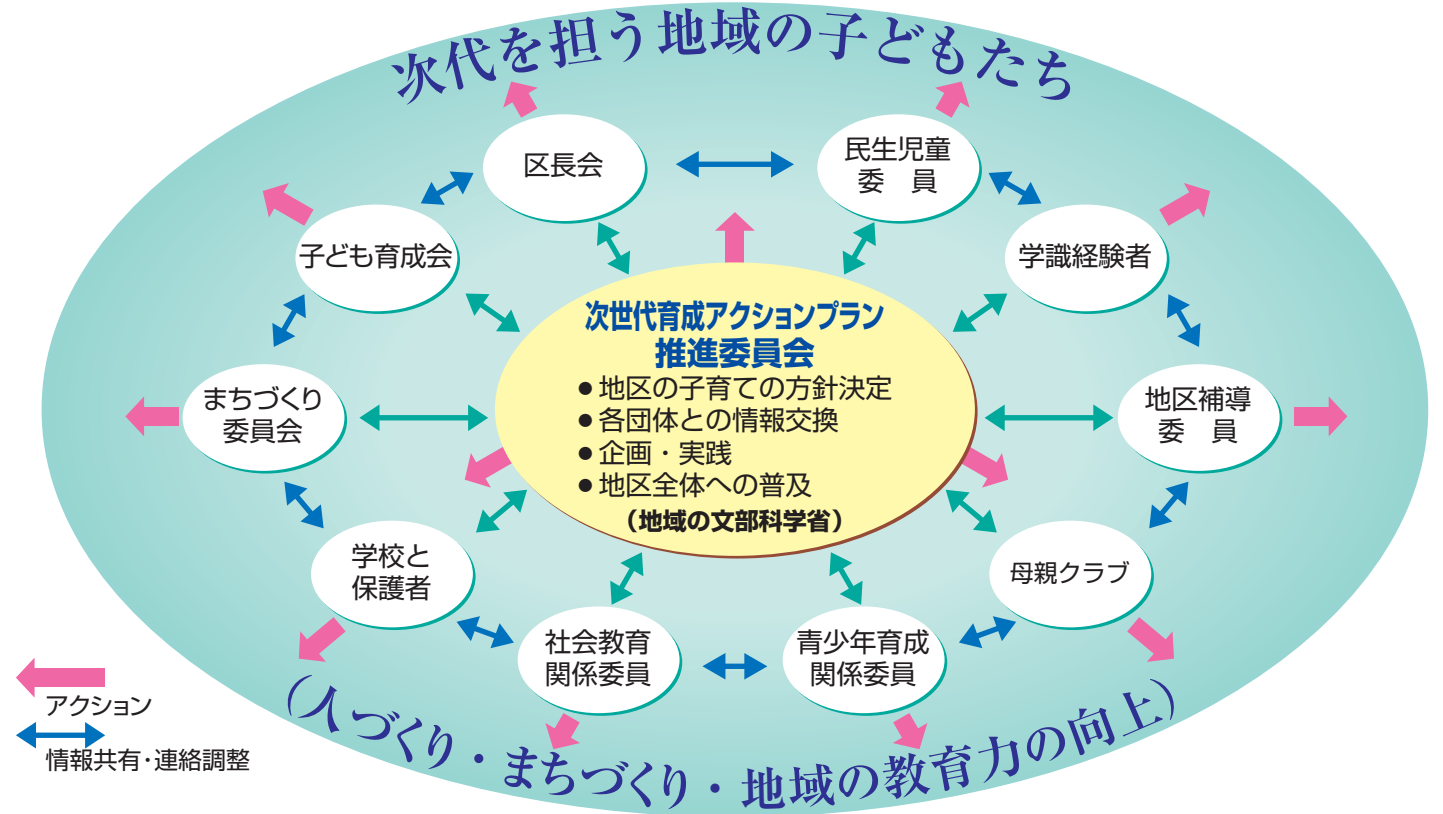 次代を担う地域の子どもたち
区長会
民生児童
委　員
子ども育成会
学識経験者
次世代育成アクションプラン
推進委員会
●地区の子育ての方針決定
●各団体との情報交換
●企画・実践
●地区全体への普及
（地域の文部科学省）
まちづくり
委員会
地区補導
委　員
学校と
保護者
母親クラブ
社会教育
関係委員
青少年育成
関係委員
アクション
情報共有・連絡調整
（人づくり・まちづくり・地域の教育力の向上）